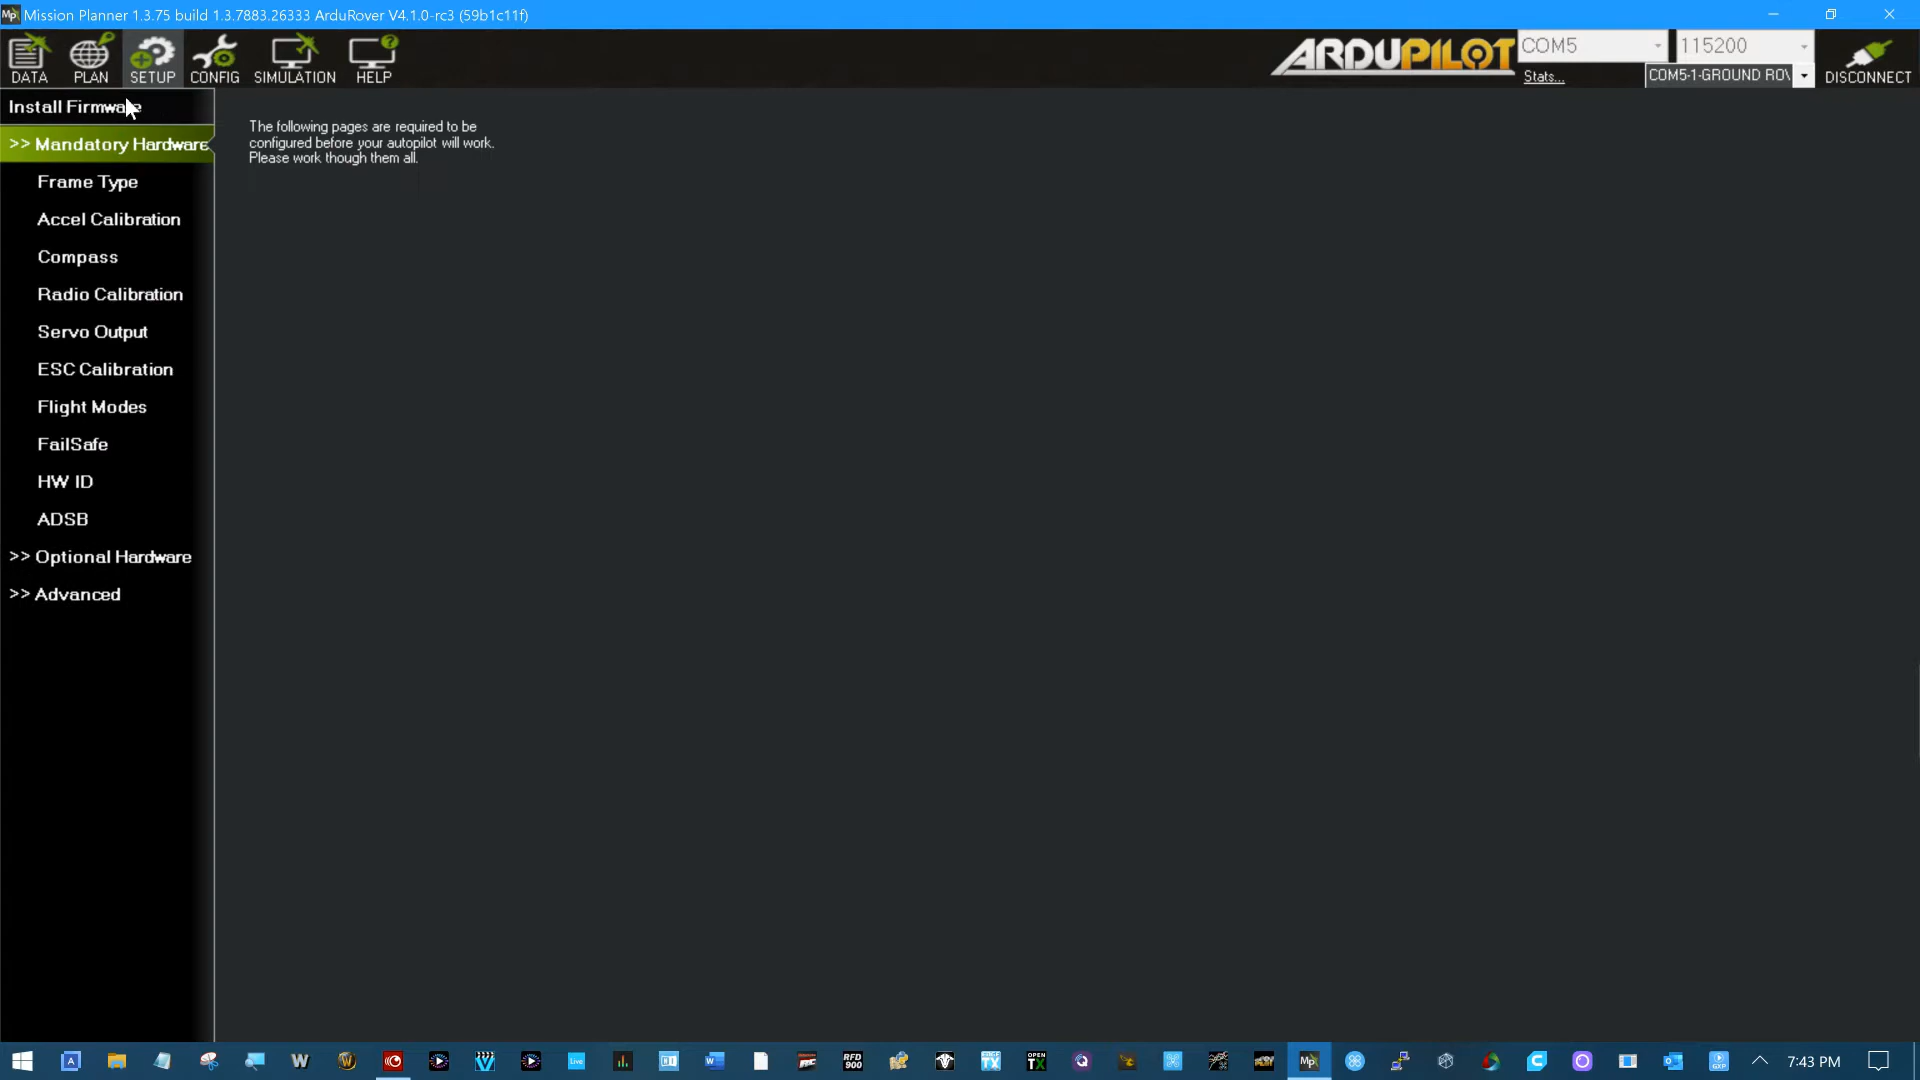 Mission Planner 1.3.75 build 1.3.7883.26333 ArduRover V4.1.0-rc3 (59b1c11f)
DATA
PLAN
SETUP
CONFIG
SIMULATION
HELP
ARDUPILOT
COM5
115200
Stats...
COM5-1-GROUND ROV
DISCONNECT
Install Firmware
>> Mandatory Hardware
Frame Type
Accel Calibration
Compass
Radio Calibration
Servo Output
ESC Calibration
Flight Modes
FailSafe
HW ID
ADSB
>> Optional Hardware
>> Advanced
The following pages are required to be
configured before your autopilot will work.
Please work though them all.
7:43 PM